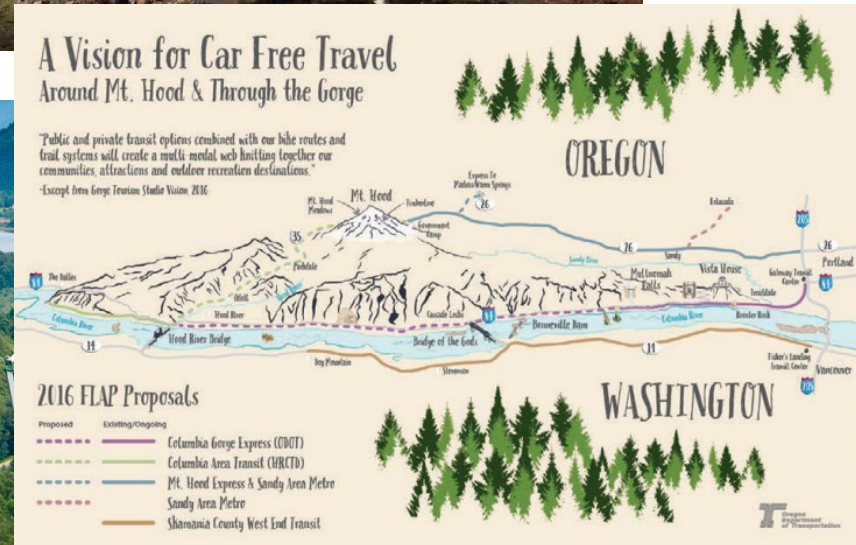 A Vision for Car Free Travel
Around Mt. Hood & Through the Gorge
"Public and private transit options combined with our bike routes and
trail systems will create a multi-modal web knitting together our
communities, attractions and outdoor recreation destinations."
-Excerpt from Gorge Tourism Studio Vision, 2016
OREGON
Mt. Hood
Meadows
Mt. Hood
Timberline
Government
Camp
Express To
Madras/Warm Springs
26
Estacada
205
35
Parkdale
26
Sandy
26
Portland
Sandy River
84
The Dalles
Odell
Multnomah
Falls
Vista House
Gateway Transit
Center
84
Troutdale
Columbia River
Hood River
Cascade Locks
84
Bonneville Dam
Columbia River
Rooster Rock
14
Hood River Bridge
Bridge of the Gods
14
Dog Mountain
Stevenson
Fisher's Landing
Transit Center
Vancouver
205
WASHINGTON
2016 FLAP Proposals
Proposed
Existing/Ongoing
Columbia Gorge Express (ODOT)
Columbia Area Transit (HRCTD)
Mt. Hood Express & Sandy Area Metro
Sandy Area Metro
Skamania County West End Transit
Oregon
Department
of Transportation